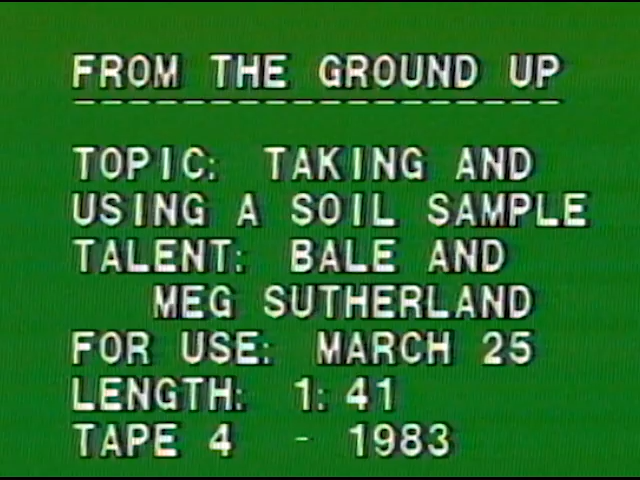 FROM THE GROUND UP
TOPIC: TAKING AND
USING A SOIL SAMPLE
TALENT: BALE AND
MEG SUTHERLAND
FOR USE: MARCH 25
LENGTH: 1:41
TAPE 4 - 1983